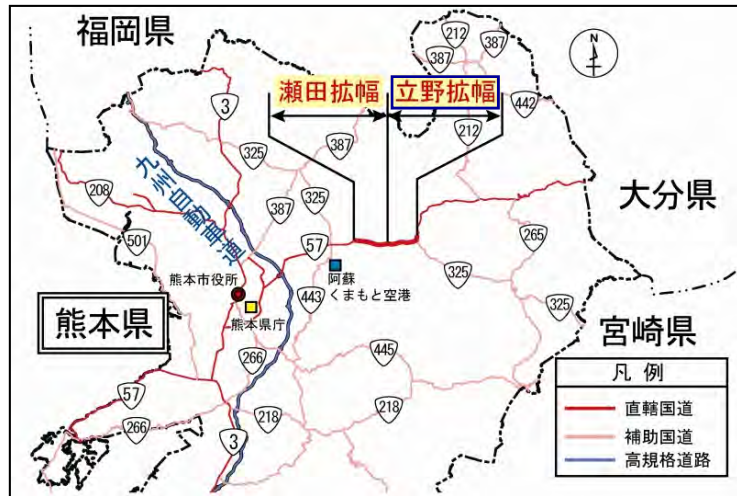 福岡県
212
387
387
3
瀬田拡幅
立野拡幅
442
387
212
325
208
九州自動車道
387
325
大分県
501
57
265
熊本市役所
阿蘇
くまもと空港
325
443
325
熊本県
熊本県庁
宮崎県
266
445
凡 例
57
218
218
直轄国道
266
3
補助国道
高規格道路
N